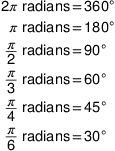 2π radians=360°
π radians=180°
π/2 radians=90°
π/3 radians=60°
π/4 radians=45°
π/6 radians=30°